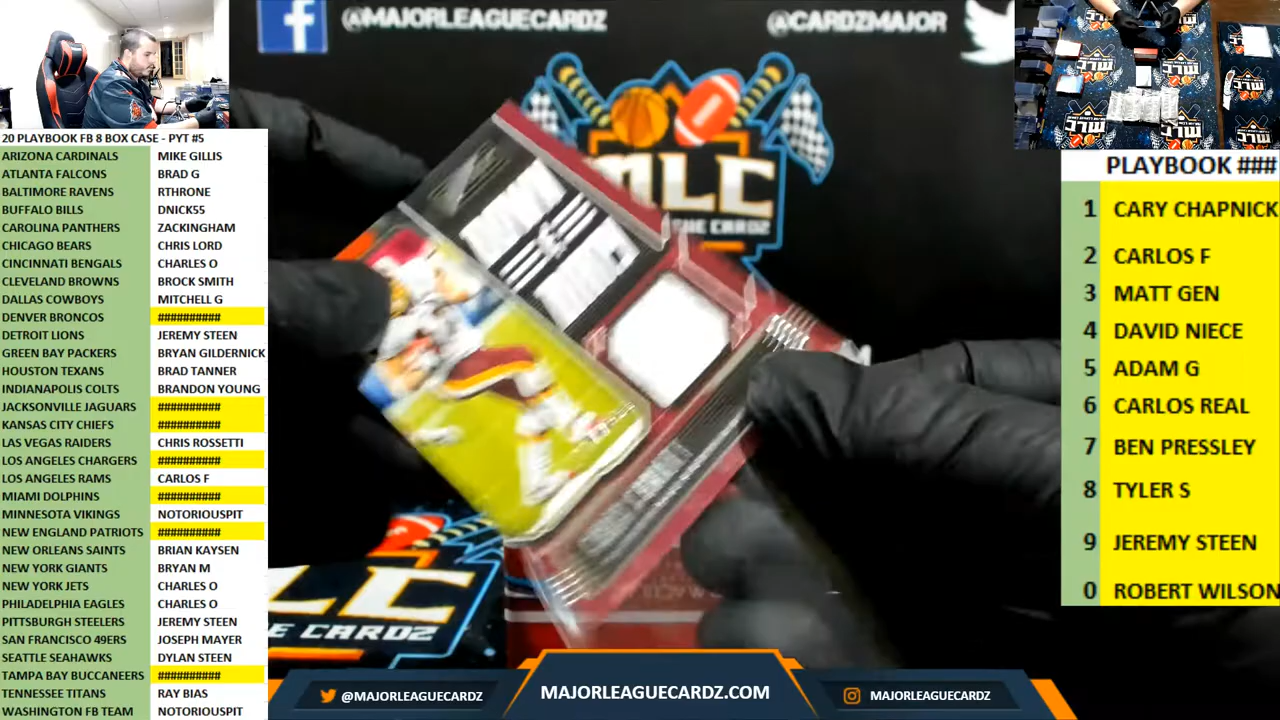 @MAJORLEAGUECARDZ
@CARDZMAJOR
20 PLAYBOOK FB 8 BOX CASE - PYT #5
ARIZONA CARDINALS MIKE GILLIS
ATLANTA FALCONS BRAD G
BALTIMORE RAVENS RTHRONE
BUFFALO BILLS DNICK55
CAROLINA PANTHERS ZACKINGHAM
CHICAGO BEARS CHRIS LORD
CINCINNATI BENGALS CHARLES O
CLEVELAND BROWNS BROCK SMITH
DALLAS COWBOYS MITCHELL G
DENVER BRONCOS ##########
DETROIT LIONS JEREMY STEEN
GREEN BAY PACKERS BRYAN GILDERNICK
HOUSTON TEXANS BRAD TANNER
INDIANAPOLIS COLTS BRANDON YOUNG
JACKSONVILLE JAGUARS ##########
KANSAS CITY CHIEFS ##########
LAS VEGAS RAIDERS CHRIS ROSSETTI
LOS ANGELES CHARGERS ##########
LOS ANGELES RAMS CARLOS F
MIAMI DOLPHINS ##########
MINNESOTA VIKINGS NOTORIOUSPIT
NEW ENGLAND PATRIOTS ##########
NEW ORLEANS SAINTS BRIAN KAYSEN
NEW YORK GIANTS BRYAN M
NEW YORK JETS CHARLES O
PHILADELPHIA EAGLES CHARLES O
PITTSBURGH STEELERS JEREMY STEEN
SAN FRANCISCO 49ERS JOSEPH MAYER
SEATTLE SEAHAWKS DYLAN STEEN
TAMPA BAY BUCCANEERS ##########
TENNESSEE TITANS RAY BIAS
WASHINGTON FB TEAM NOTORIOUSPIT
MLC
GUE CARDZ
LC
E CARDZ
PLAYBOOK ###
1 CARY CHAPNICK
2 CARLOS F
3 MATT GEN
4 DAVID NIECE
5 ADAM G
6 CARLOS REAL
7 BEN PRESSLEY
8 TYLER S
9 JEREMY STEEN
0 ROBERT WILSON
@MAJORLEAGUECARDZ
MAJORLEAGUECARDZ.COM
MAJORLEAGUECARDZ